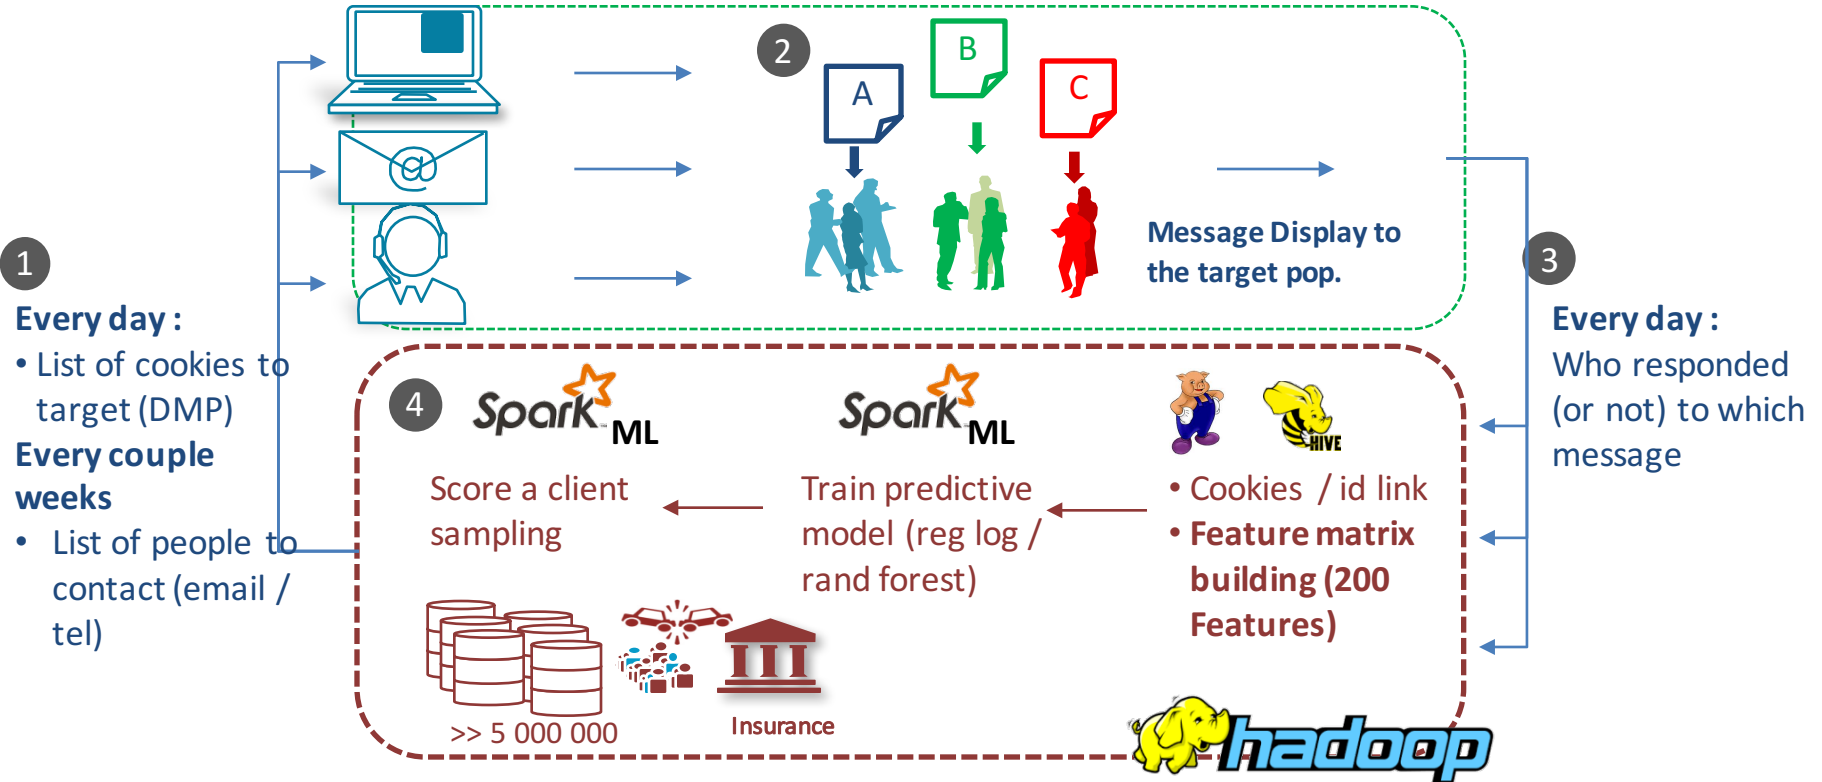 1
Every day :
• List of cookies to
target (DMP)
Every couple
weeks
• List of people to
contact (email /
tel)
@
2
A
B
C
Message Display to
the target pop.
3
Every day :
Who responded
(or not) to which
message
4
Spark ML
Score a client
sampling
>> 5 000 000
Insurance
Spark ML
Train predictive
model (reg log /
rand forest)
HIVE
• Cookies / id link
• Feature matrix
building (200
Features)
hadoop